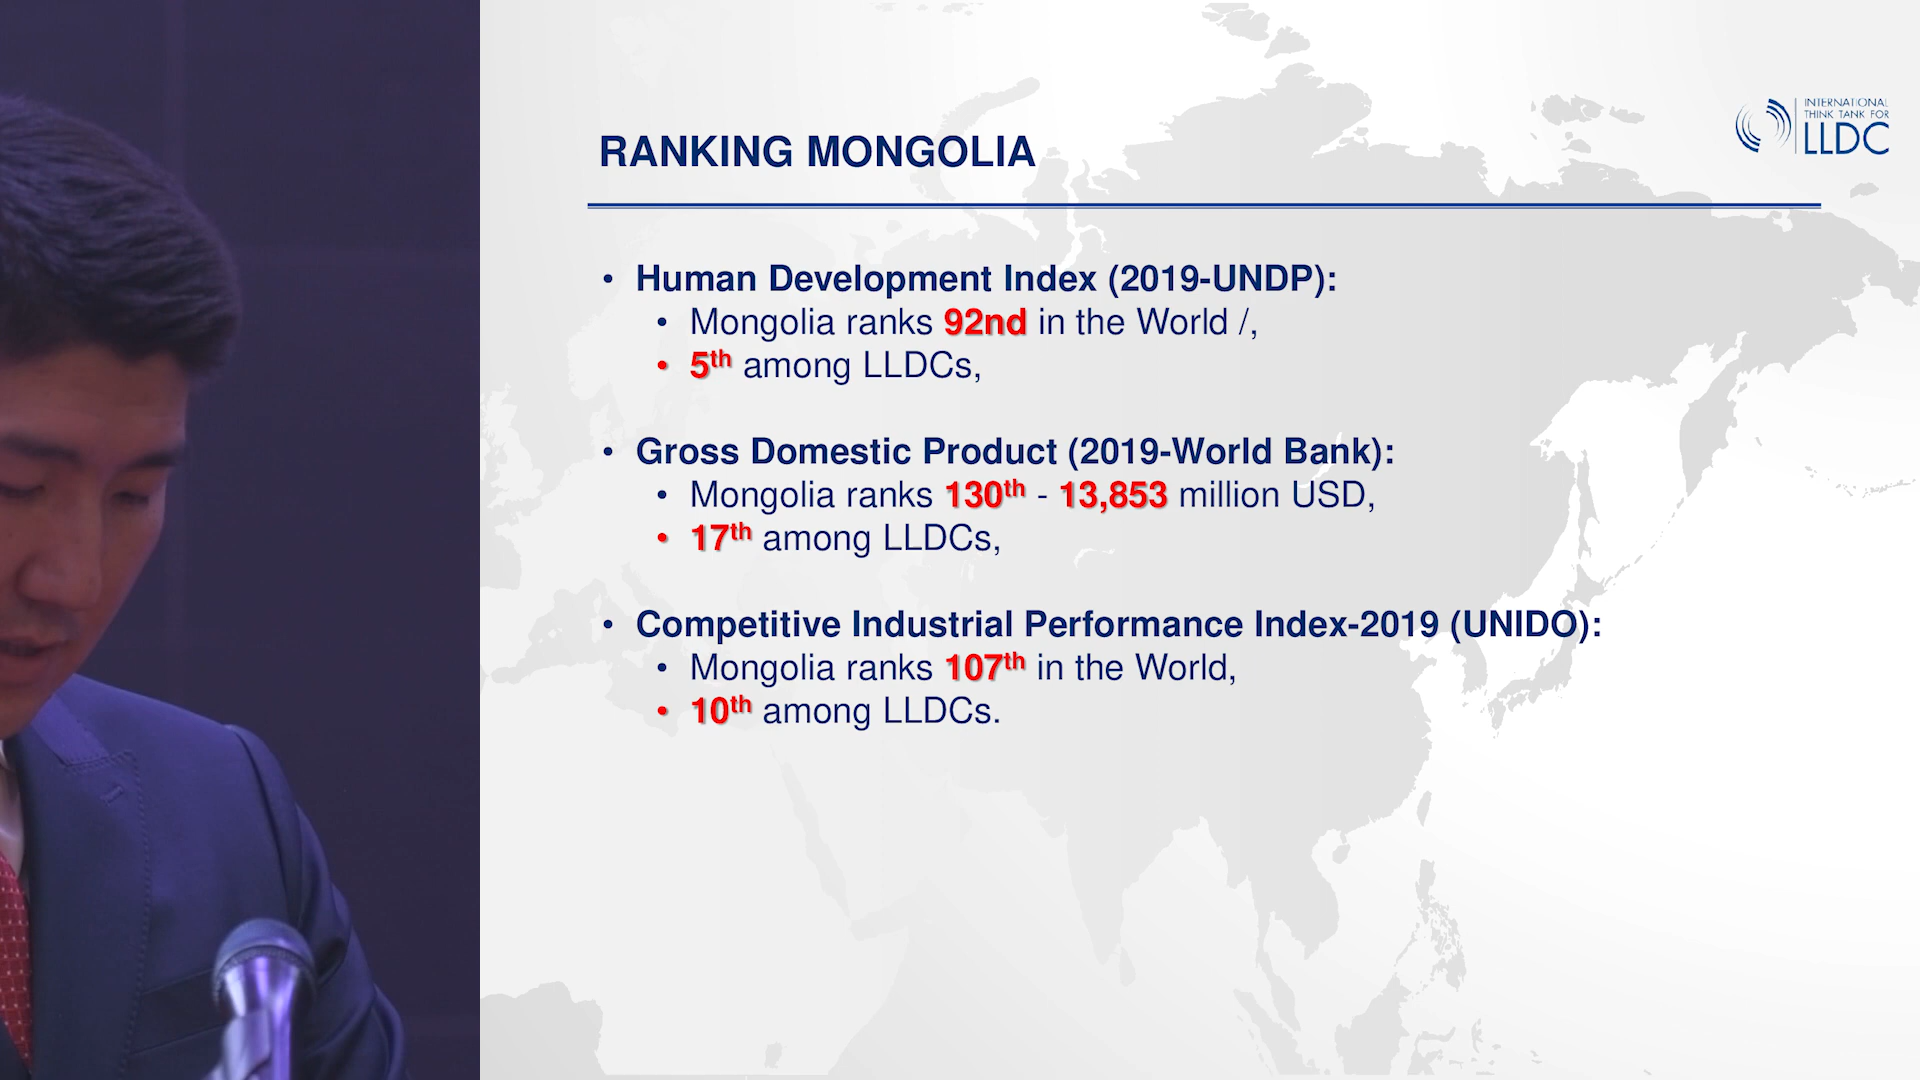 INTERNATIONAL
THINK TANK FOR
LLDC
RANKING MONGOLIA
• Human Development Index (2019-UNDP):
• Mongolia ranks 92nd in the World /,
• 5th among LLDCs,
• Gross Domestic Product (2019-World Bank):
• Mongolia ranks 130th - 13,853 million USD,
• 17th among LLDCs,
• Competitive Industrial Performance Index-2019 (UNIDO):
• Mongolia ranks 107th in the World,
• 10th among LLDCs.